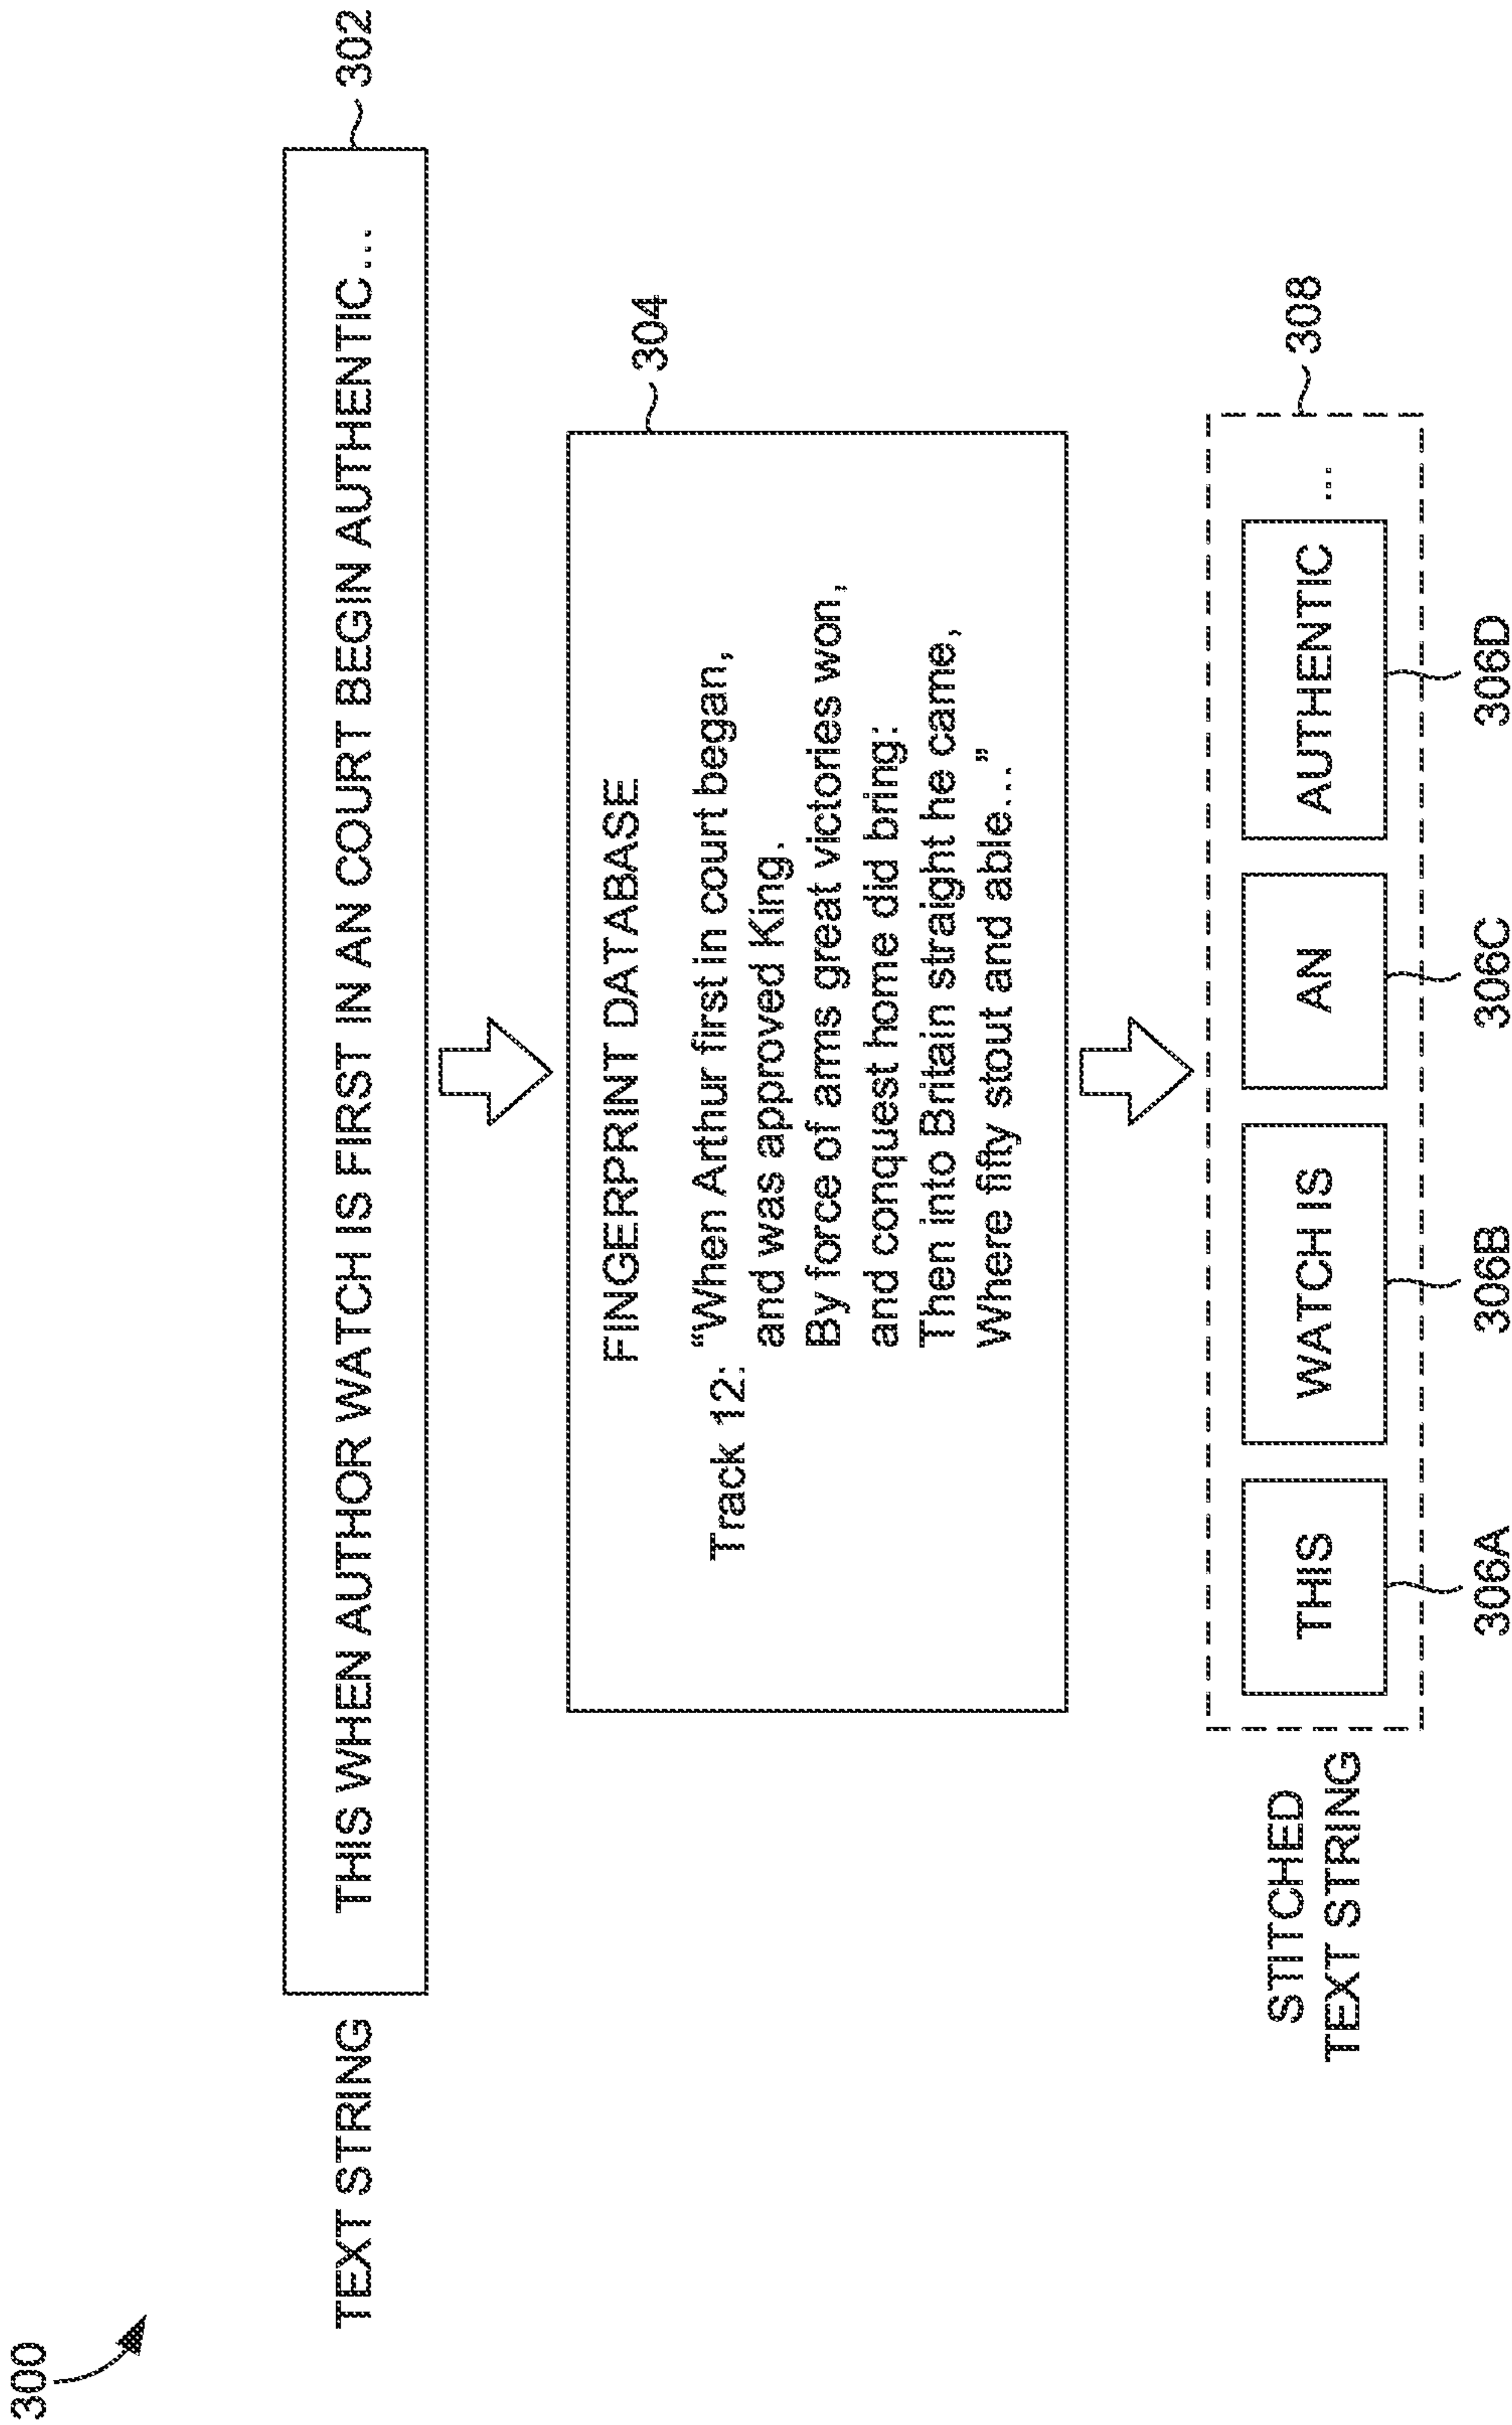 300
TEXT STRING
THIS WHEN AUTHOR WATCH IS FIRST IN AN COURT BEGIN AUTHENTIC...
302
304
FINGERPRINT DATABASE
Track 12: “When Arthur first in court began,
and was approved King.
By force of arms great victories won,
and conquest home did bring:
Then into Britain straight he came,
Where fifty stout and able...”
308
STITCHED
TEXT STRING
THIS WATCH IS AN AUTHENTIC ...
306A 306B 306C 306D